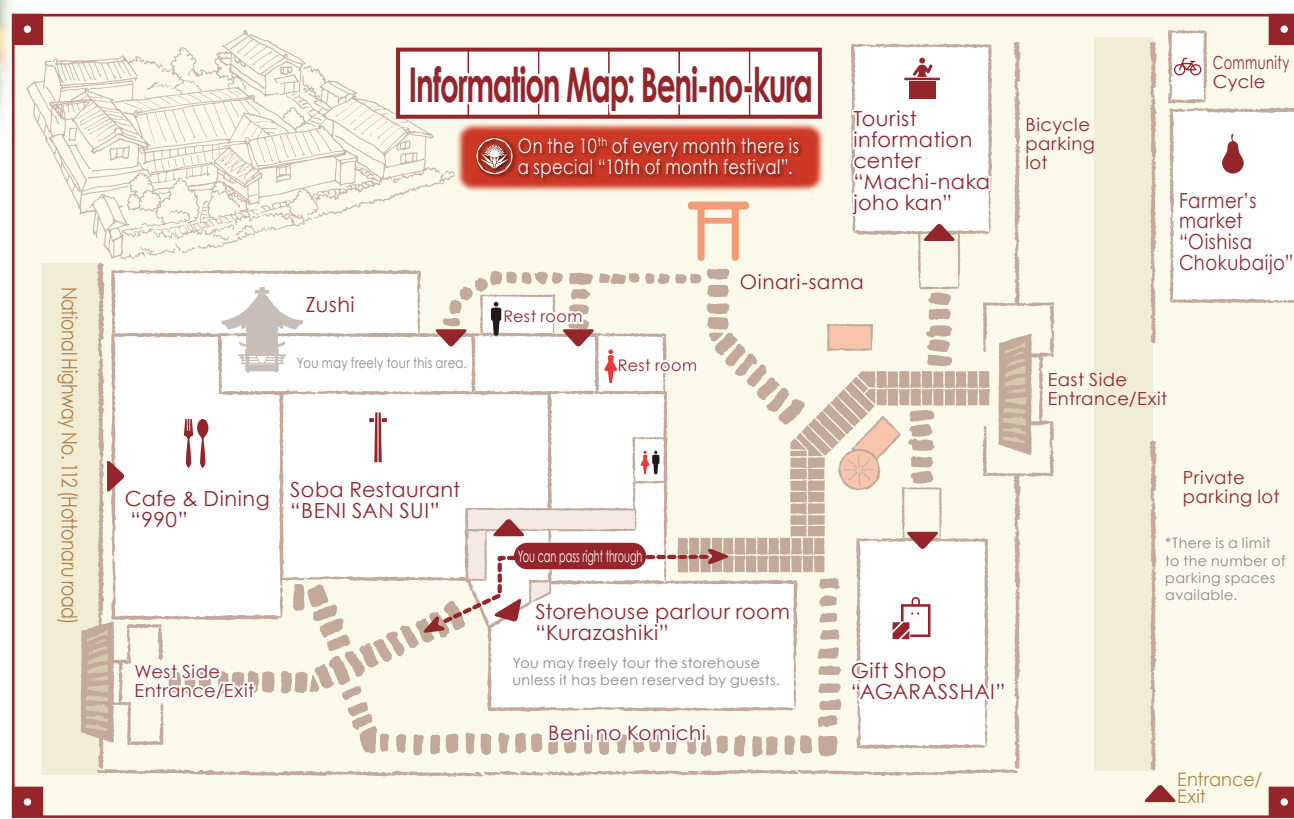 Information Map: Beni-no-kura
On the 10th of every month there is
a special “10th of month festival”.
Tourist
information
center
“Machi-naka
joho kan”
Bicycle
parking
lot
Community
Cycle
Farmer’s
market
“Oishisa
Chokubaijo”
National Highway No. 112 (Hottonaru road)
Zushi
You may freely tour this area.
Rest room
Rest room
Oinari-sama
East Side
Entrance/Exit
Cafe & Dining
“990”
Soba Restaurant
“BENI SAN SUI”
You can pass right through
Storehouse parlour room
“Kurazashiki”
You may freely tour the storehouse
unless it has been reserved by guests.
Gift Shop
“AGARASSHAI”
Private
parking lot
*There is a limit
to the number of
parking spaces
available.
West Side
Entrance/Exit
Beni no Komichi
Entrance/
Exit